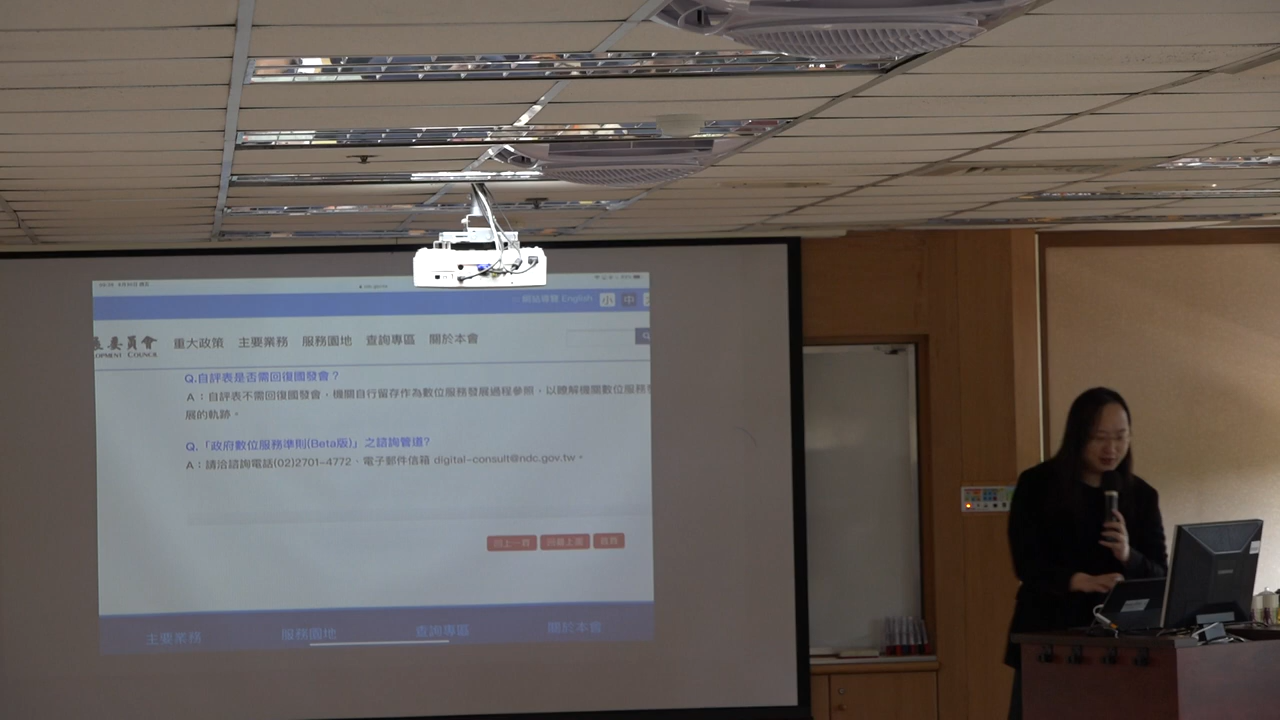 網站導覽 English 小 中
委員會
OPMENT COUNCIL
重大政策 主要業務 服務園地 查詢專區 關於本會
Q.自評表是否需回復國發會？
A：自評表不需回復國發會，機關自行留存作為數位服務發展過程參照，以瞭解機關數位服務
展的軌跡。
Q.「政府數位服務準則(Beta版)」之諮詢管道?
A：請洽諮詢電話(02)2701-4772、電子郵件信箱 digital-consult@ndc.gov.tw。
回上一頁 回最上面 首頁
主要業務 服務園地 查詢專區 關於本會